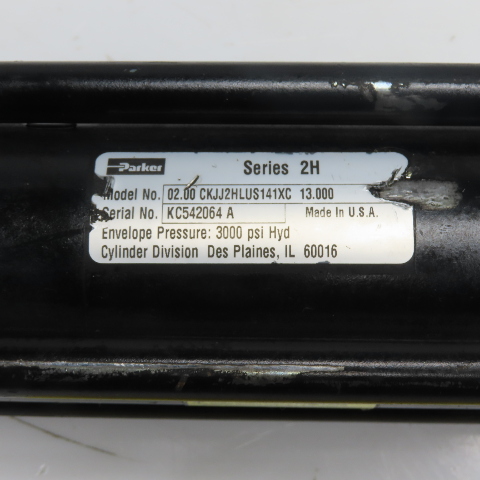 Parker Series 2H
Model No. 02.00 CKJJ2HLUS141XC 13.000
Serial No. KC542064 A Made In U.S.A.
Envelope Pressure: 3000 psi Hyd
Cylinder Division Des Plaines, IL 60016